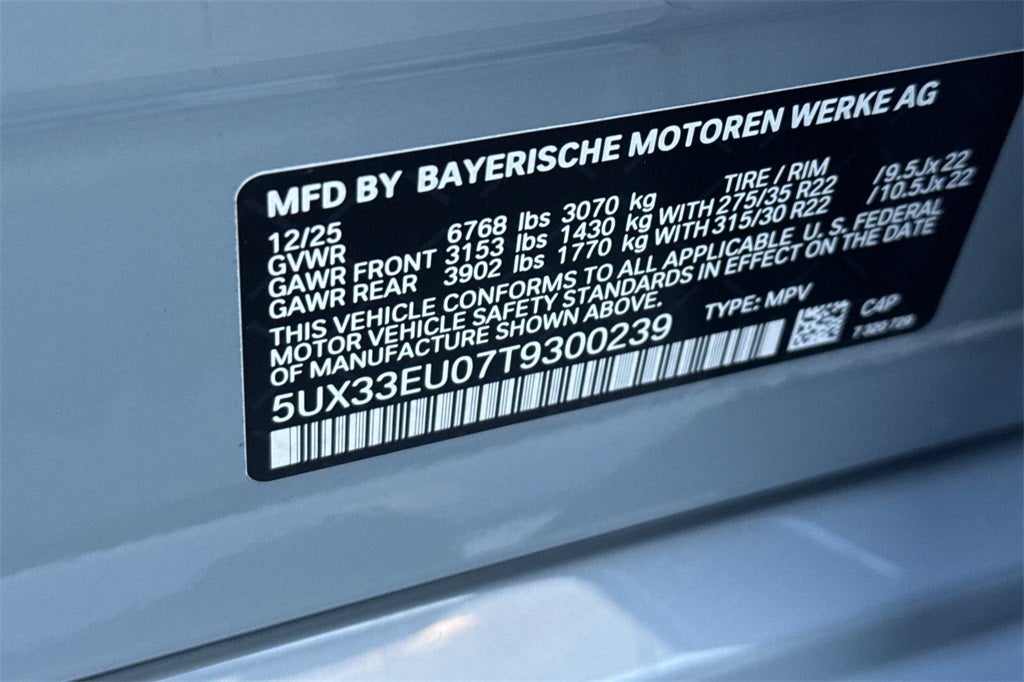 MFD BY BAYERISCHE MOTOREN WERKE AG
12/25 TIRE / RIM
GVWR 6768 lbs 3070 kg
GAWR FRONT 3153 lbs 1430 kg WITH 275/35 R22 /9.5Jx22
GAWR REAR 3902 lbs 1770 kg WITH 315/30 R22 /10.5Jx22
THIS VEHICLE CONFORMS TO ALL APPLICABLE U. S. FEDERAL
MOTOR VEHICLE SAFETY STANDARDS IN EFFECT ON THE DATE
OF MANUFACTURE SHOWN ABOVE.
5UX33EU07T9300239 TYPE: MPV
C4P